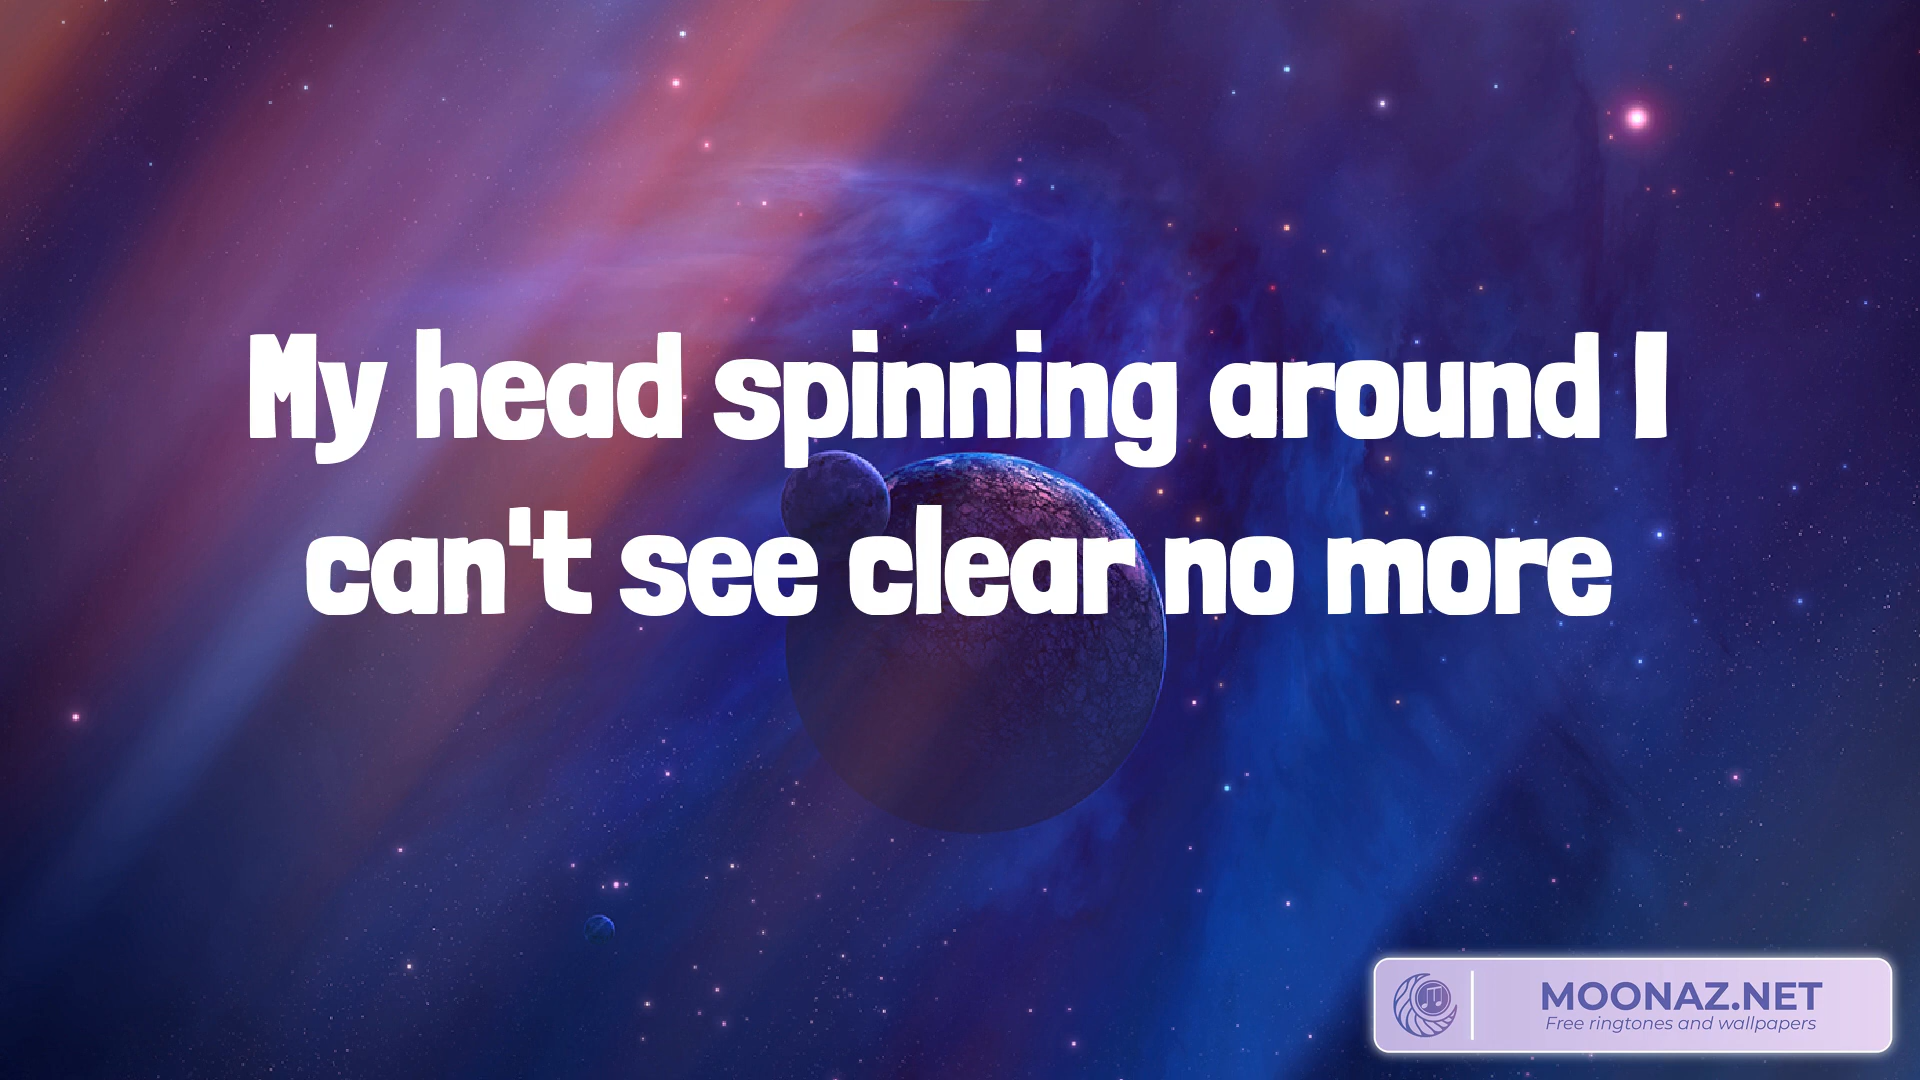 My head spinning around I
can't see clear no more
MOONAZ.NET
Free ringtones and wallpapers